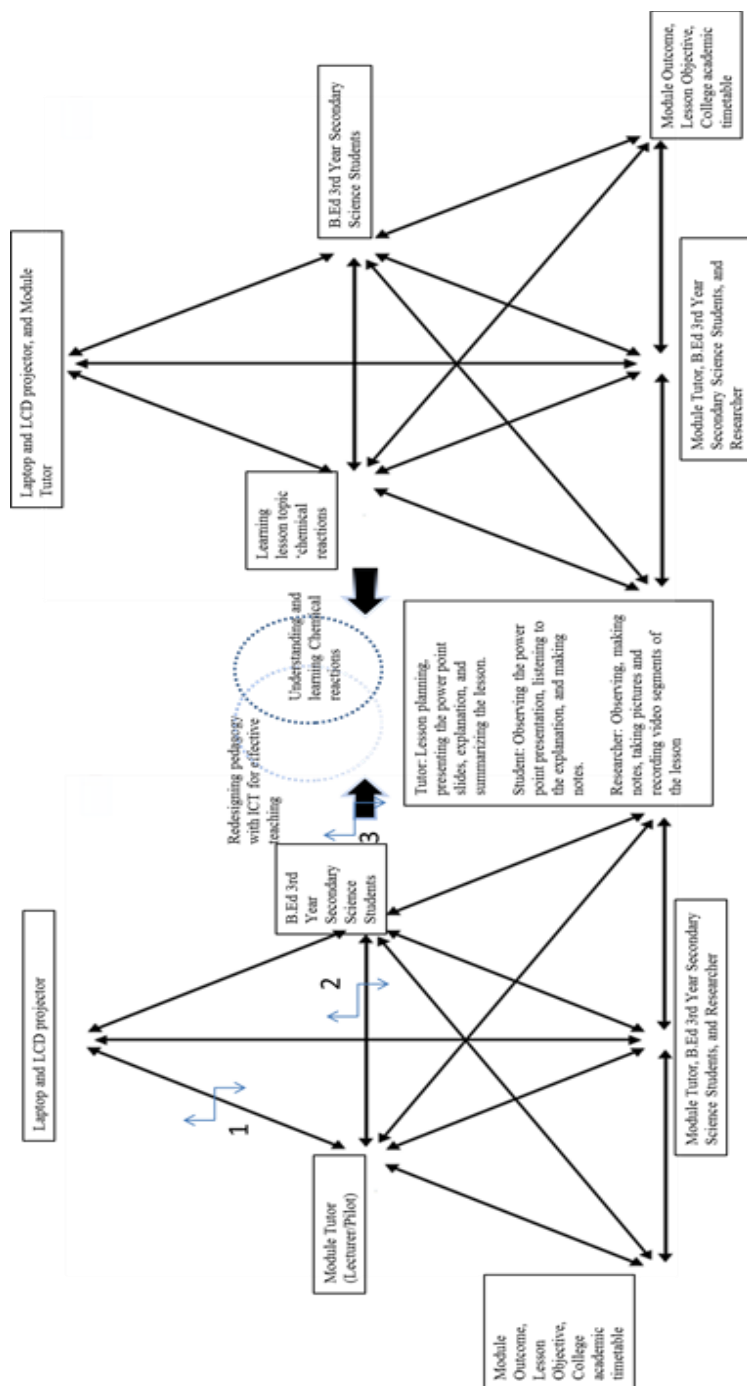 Laptop and LCD projector
1
2
3
Module Tutor
(Lecturer/Pilot)
B.Ed 3rd
Year
Secondary
Science
Students
Module
Outcome,
Lesson
Objective,
College
academic
timetable
Module Tutor, B.Ed 3rd Year Secondary
Science Students, and Researcher
Redesigning pedagogy
with ICT for effective
teaching
Understanding and
learning Chemical
reactions
Tutor: Lesson planning,
presenting the power point
slides, explanation, and
summarizing the lesson.
Student: Observing the power
point presentation, listening to
the explanation, and making
notes.
Researcher: Observing, making
notes, taking pictures and
recording video segments of
the lesson
Laptop and LCD projector, and Module
Tutor
Learning
lesson topic
‘chemical
reactions
B.Ed 3rd Year Secondary
Science Students
Module Tutor, B.Ed 3rd Year
Secondary Science Students, and
Researcher
Module Outcome,
Lesson Objective,
College academic
timetable